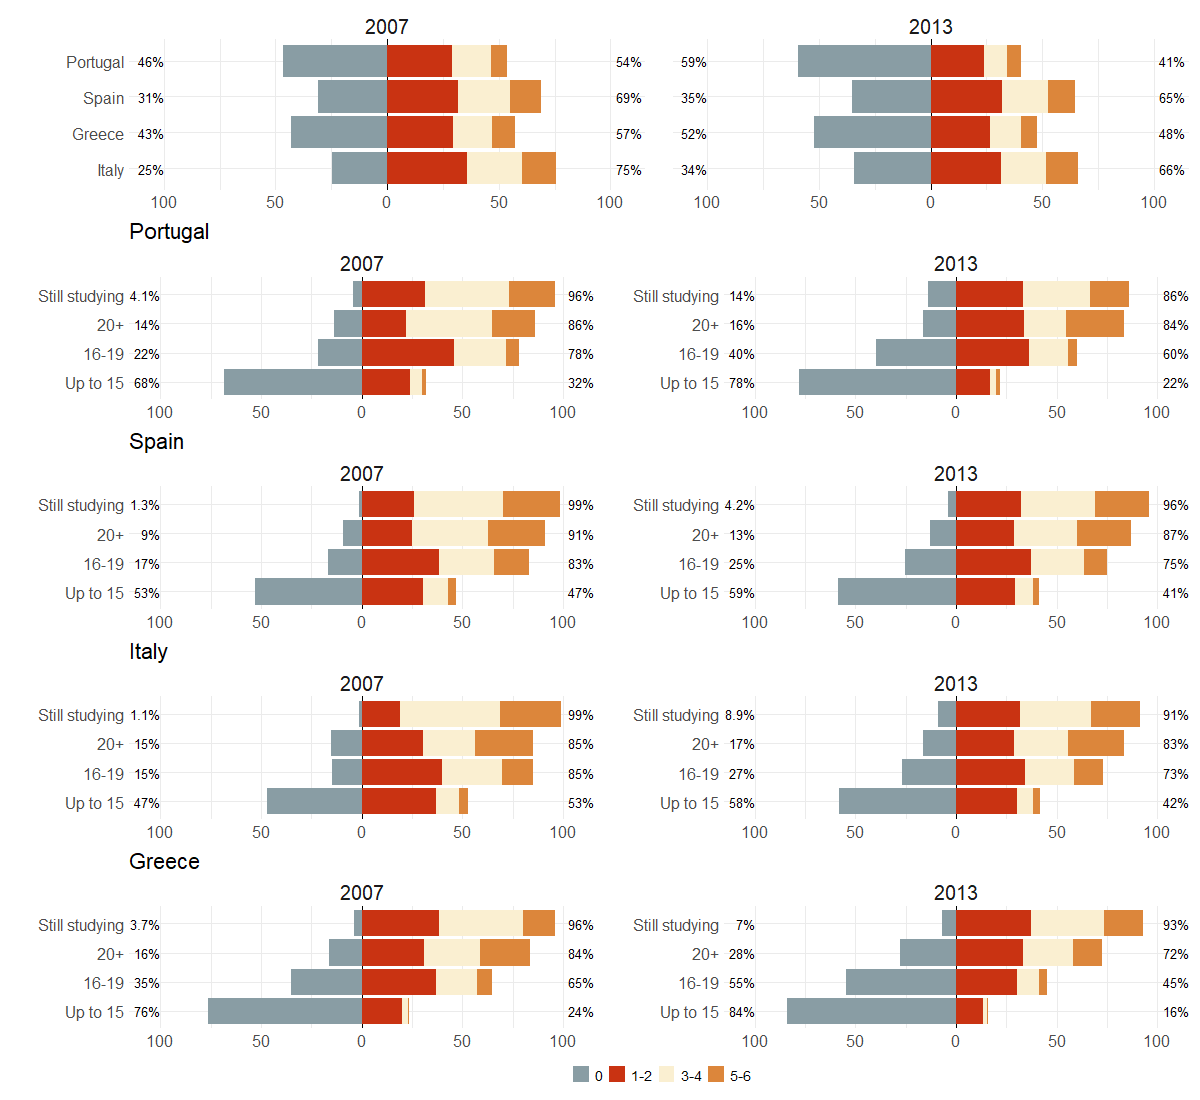 2007 2013
Portugal 46% 54% 59% 41%
Spain 31% 69% 35% 65%
Greece 43% 57% 52% 48%
Italy 25% 75% 34% 66%
100 50 0 50 100 100 50 0 50 100
Portugal
2007 2013
Still studying 4.1% 96% Still studying 14% 86%
20+ 14% 86% 20+ 16% 84%
16-19 22% 78% 16-19 40% 60%
Up to 15 68% 32% Up to 15 78% 22%
100 50 0 50 100 100 50 0 50 100
Spain
2007 2013
Still studying 1.3% 99% Still studying 4.2% 96%
20+ 9% 91% 20+ 13% 87%
16-19 17% 83% 16-19 25% 75%
Up to 15 53% 47% Up to 15 59% 41%
100 50 0 50 100 100 50 0 50 100
Italy
2007 2013
Still studying 1.1% 99% Still studying 8.9% 91%
20+ 15% 85% 20+ 17% 83%
16-19 15% 85% 16-19 27% 73%
Up to 15 47% 53% Up to 15 58% 42%
100 50 0 50 100 100 50 0 50 100
Greece
2007 2013
Still studying 3.7% 96% Still studying 7% 93%
20+ 16% 84% 20+ 28% 72%
16-19 35% 65% 16-19 55% 45%
Up to 15 76% 24% Up to 15 84% 16%
100 50 0 50 100 100 50 0 50 100
0 1-2 3-4 5-6